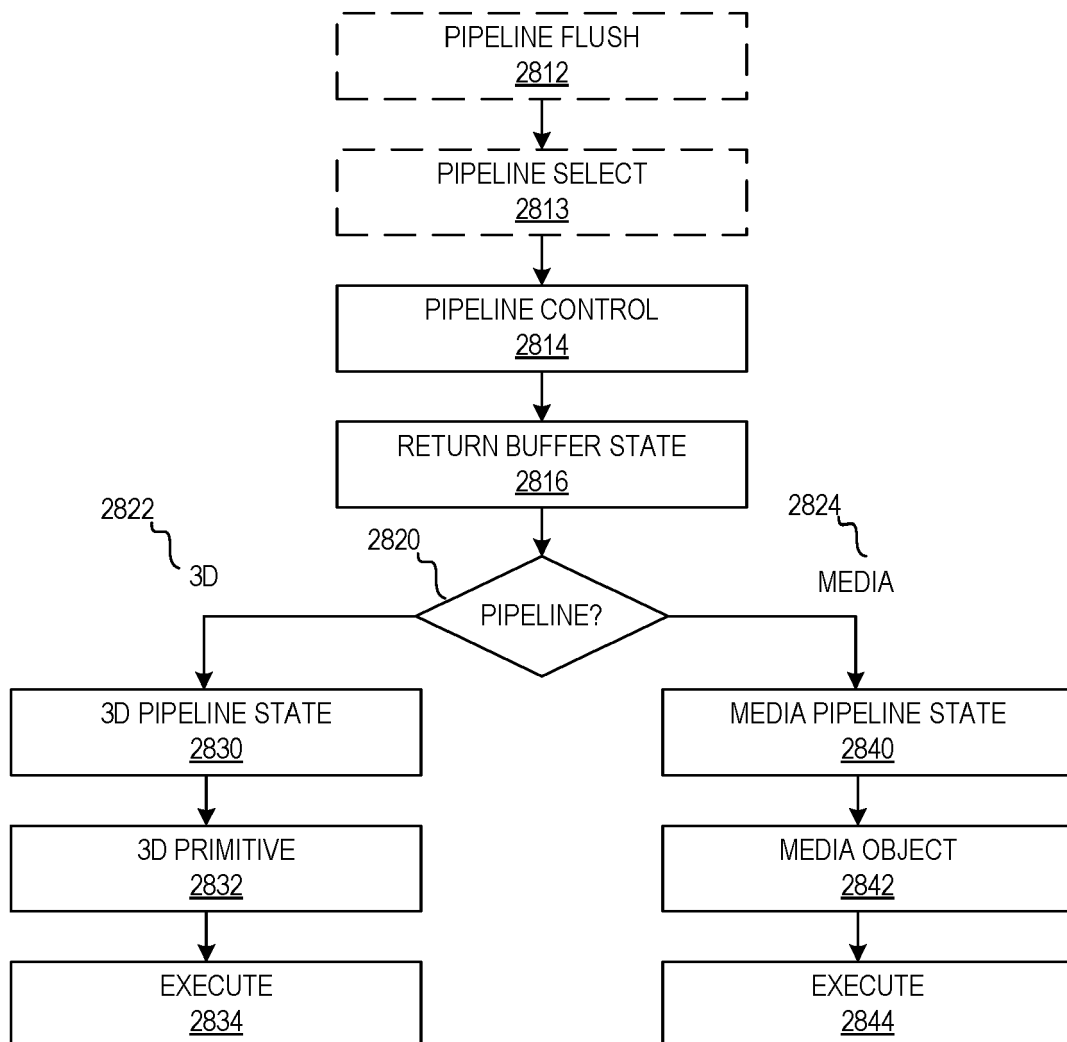 PIPELINE FLUSH
2812
PIPELINE SELECT
2813
PIPELINE CONTROL
2814
RETURN BUFFER STATE
2816
2822
3D
2820
2824
MEDIA
PIPELINE?
3D PIPELINE STATE
2830
MEDIA PIPELINE STATE
2840
3D PRIMITIVE
2832
MEDIA OBJECT
2842
EXECUTE
2834
EXECUTE
2844